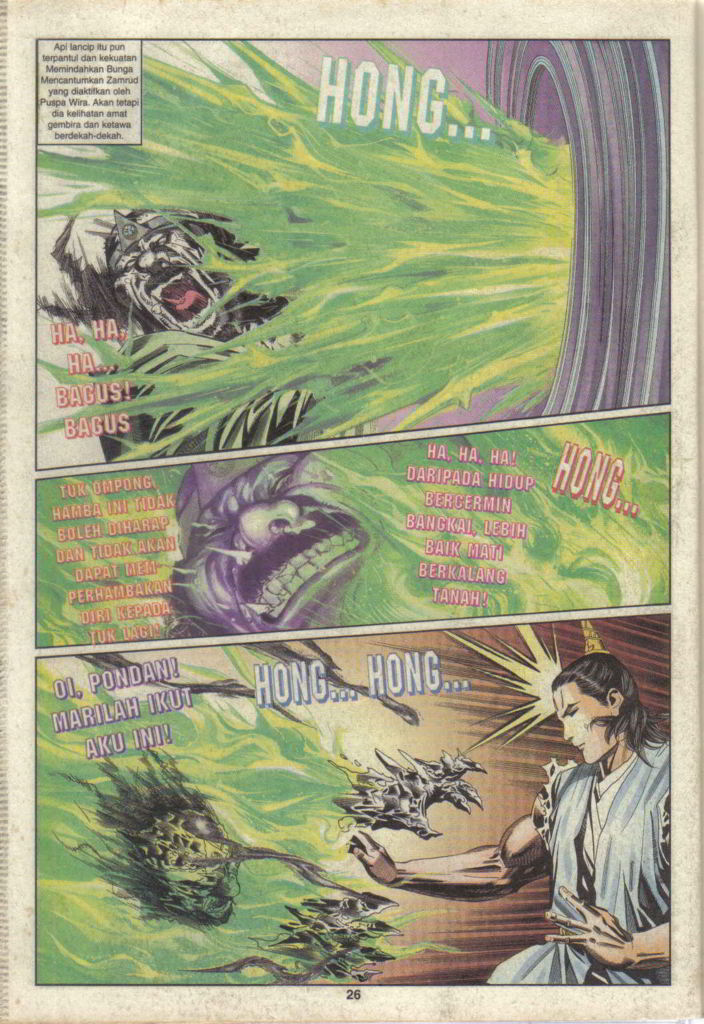 Api lancip itu pun
terpantul dan kekuatan
Memindahkan Bunga
Mencantumkan Zamrud
yang diaktifkan oleh
Puspa Wira. Akan tetapi
dia kelihatan amat
gembira dan ketawa
berdekah-dekah.
HONG...
HA, HA,
HA...
BAGUS!
BAGUS
TUK OMPONG,
HAMBA INI TIDAK
BOLEH DIHARAP
DAN TIDAK AKAN
DAPAT MEM-
PERHAMBAKAN
DIRI KEPADA
TUK LAGI!
HA, HA, HA!
DARIPADA HIDUP
BERCERMIN
BANGKAI, LEBIH
BAIK MATI
BERKALANG
TANAH!
HONG...
OI, PONDAN!
MARILAH IKUT
AKU INI!
HONG... HONG...
26